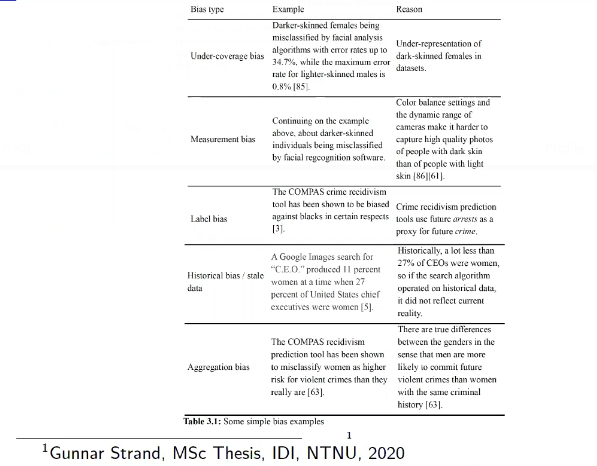 Bias type Example Reason
Under-coverage bias
Darker-skinned females being
misclassified by facial analysis
algorithms with error rates up to
34.7%, while the maximum error
rate for lighter-skinned males is
0.8% [85].
Under-representation of
dark-skinned females in
datasets.
Measurement bias
Continuing on the example
above, about darker-skinned
individuals being misclassified
by facial regcognition software.
Color balance settings and
the dynamic range of
cameras make it harder to
capture high quality photos
of people with dark skin
than of people with light
skin [86][61].
Label bias
The COMPAS crime recidivism
tool has been shown to be biased
against blacks in certain respects
[3].
Crime recidivism prediction
tools use future arrests as a
proxy for future crime.
Historical bias / stale
data
A Google Images search for
"C.E.O." produced 11 percent
women at a time when 27
percent of United States chief
executives were women [5].
Historically, a lot less than
27% of CEOs were women,
so if the search algorithm
operated on historical data,
it did not reflect current
reality.
Aggregation bias
The COMPAS recidivism
prediction tool has been shown
to misclassify women as higher
risk for violent crimes than they
really are [63].
There are true differences
between the genders in the
sense that men are more
likely to commit future
violent crimes than women
with the same criminal
history [63].
Table 3.1: Some simple bias examples
1
1Gunnar Strand, MSc Thesis, IDI, NTNU, 2020